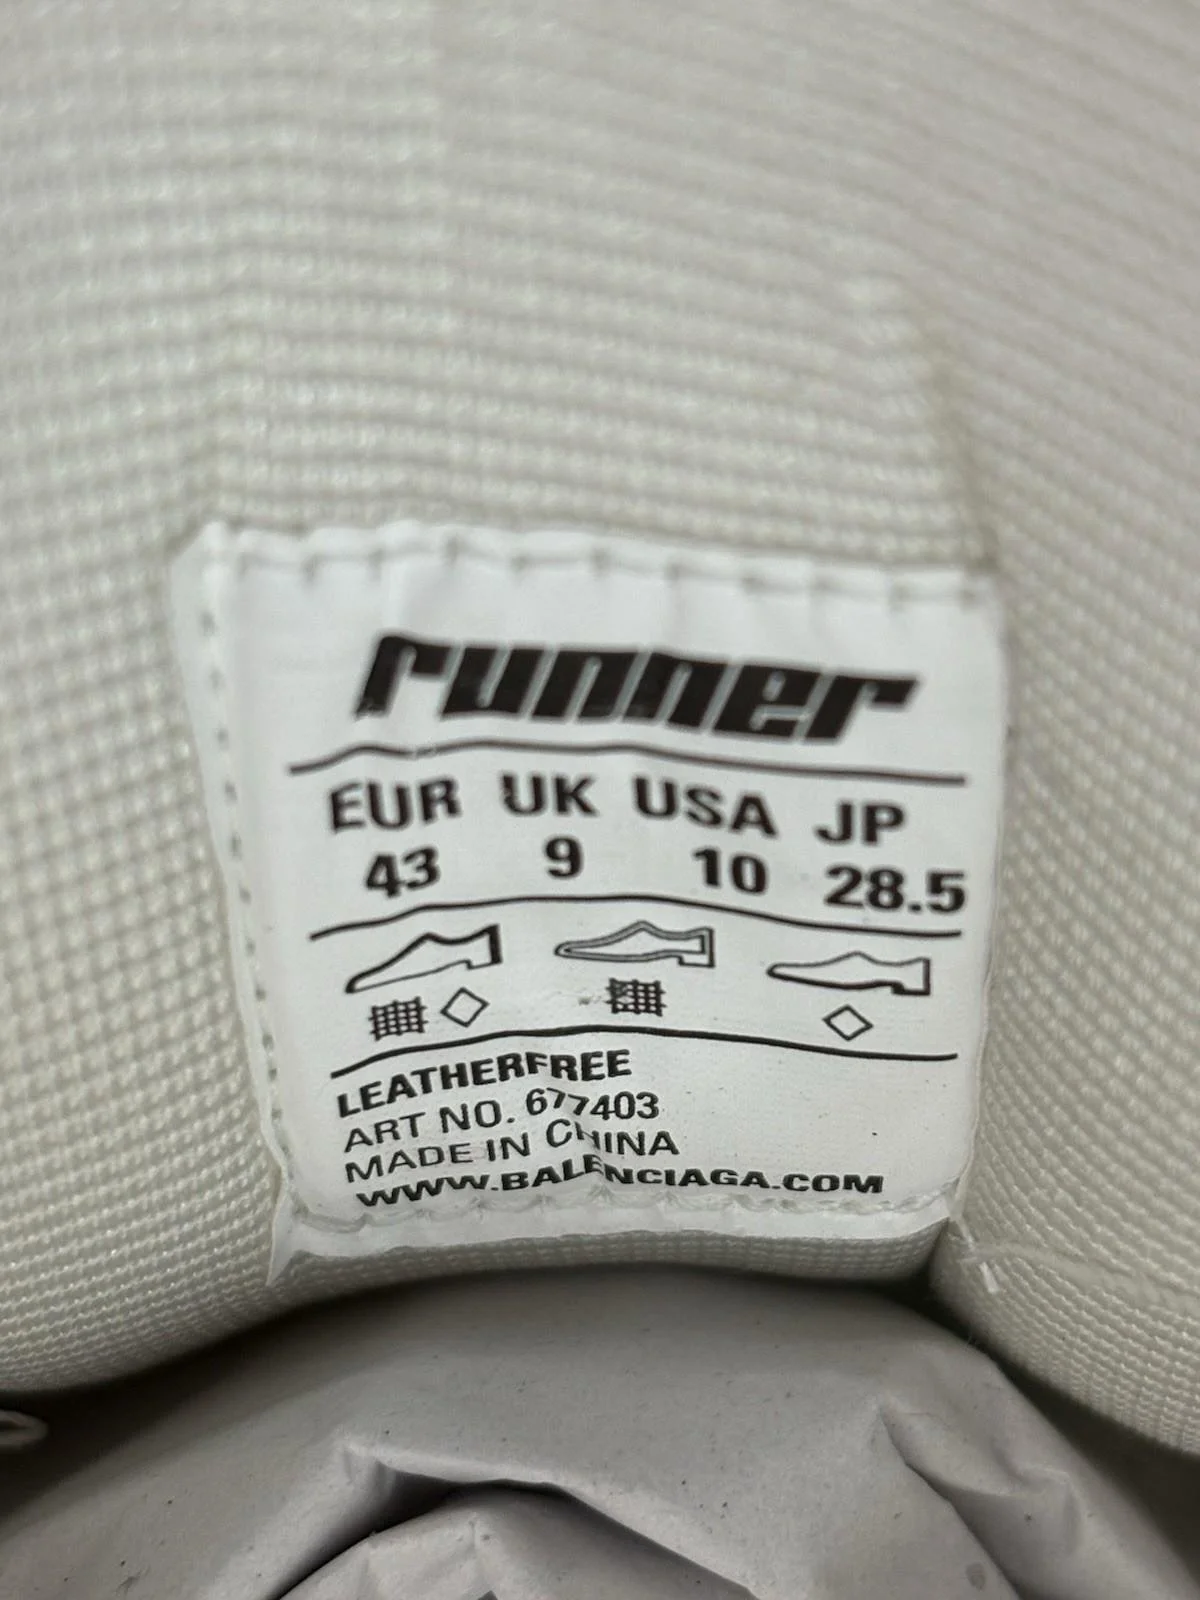 runner
EUR UK USA JP
43 9 10 28.5
LEATHERFREE
ART NO. 677403
MADE IN CHINA
WWW.BALENCIAGA.COM